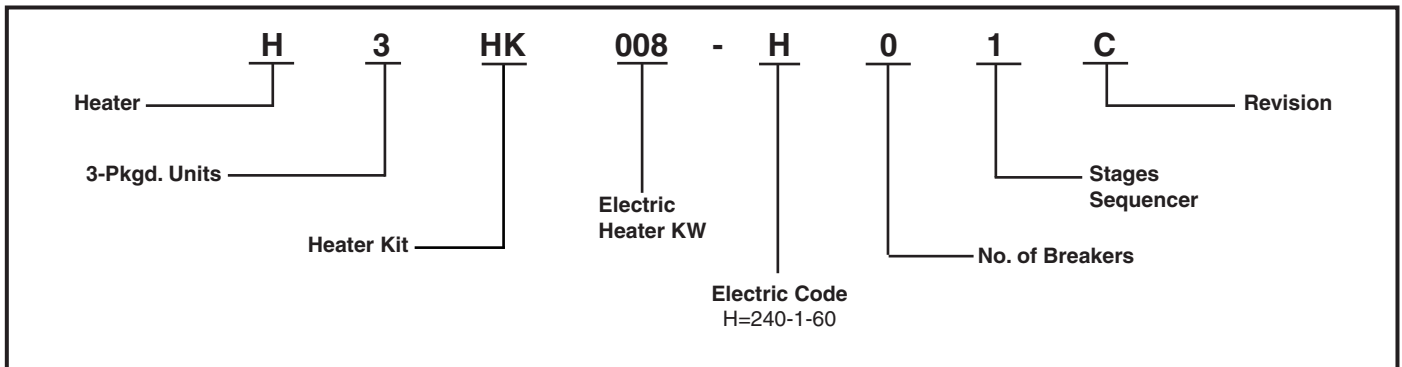 H 3 HK 008 - H 0 1 C
Heater
Revision
3-Pkgd. Units
Stages
Sequencer
Electric
Heater KW
Heater Kit
No. of Breakers
Electric Code
H=240-1-60